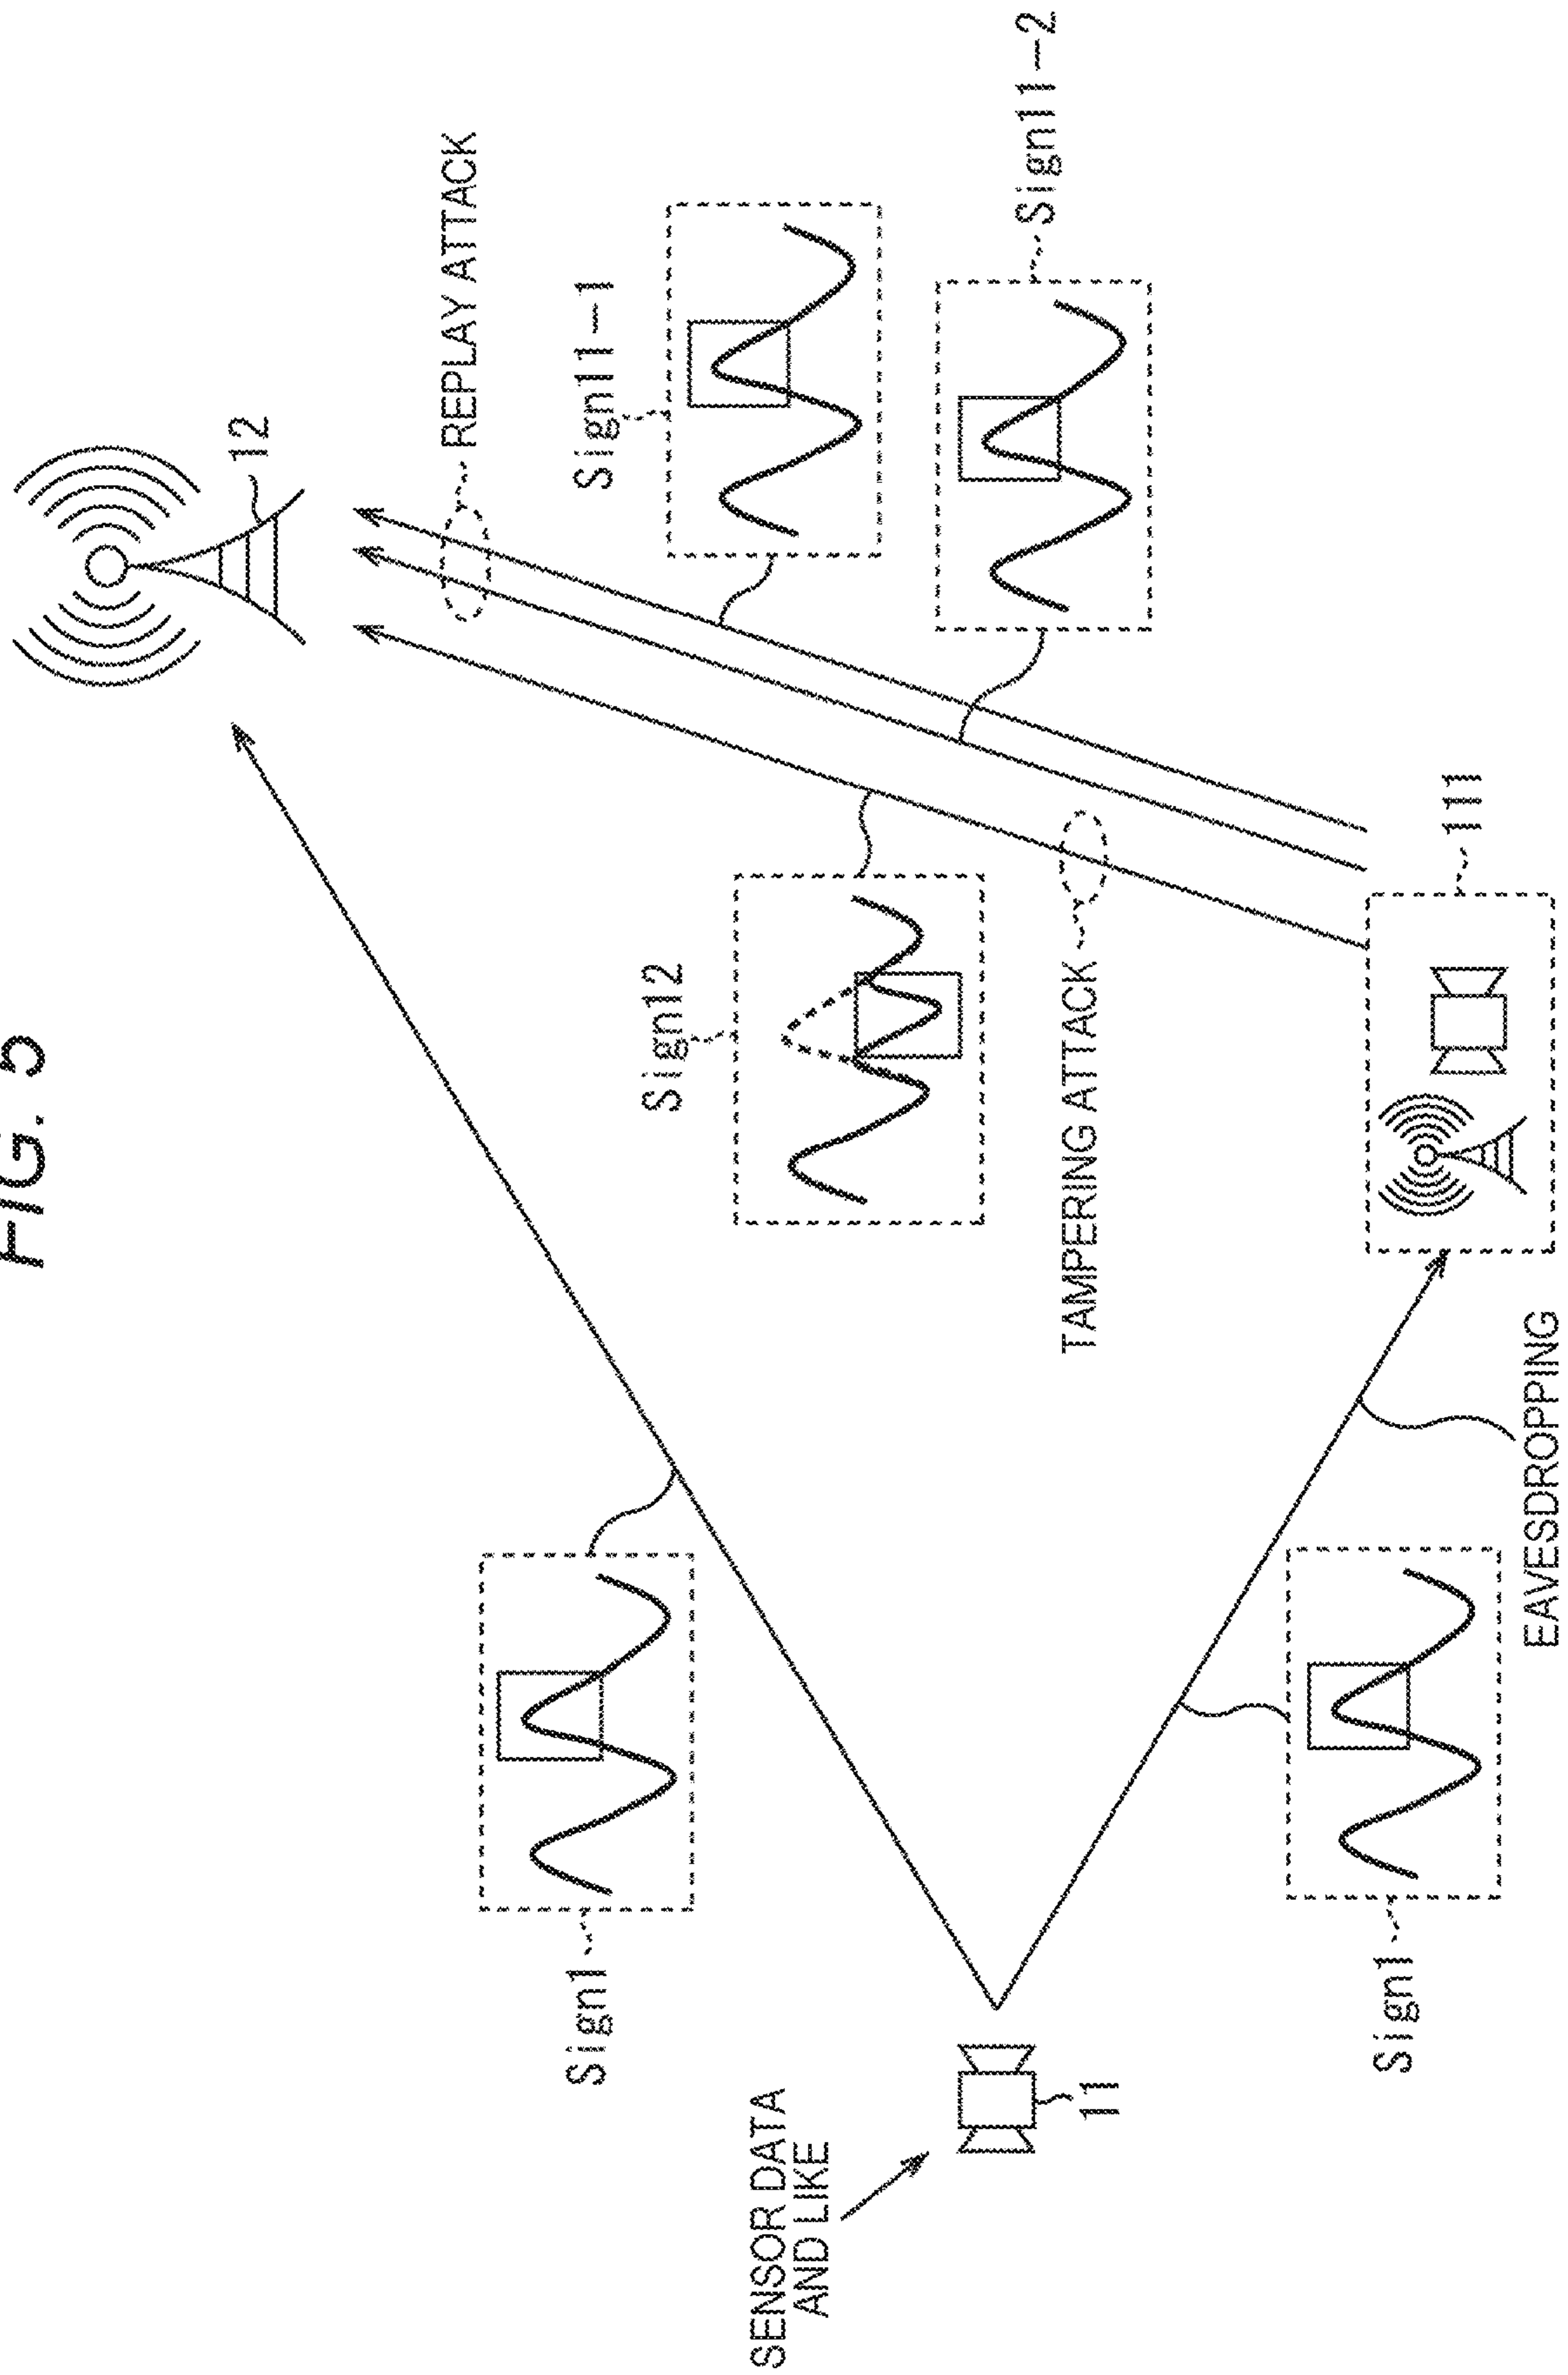 FIG. 5
12
REPLAY ATTACK
Sign11-1
Sign11-2
Sign12
TAMPERING ATTACK
111
Sign1
EAVESDROPPING
Sign1
SENSOR DATA
AND LIKE
11